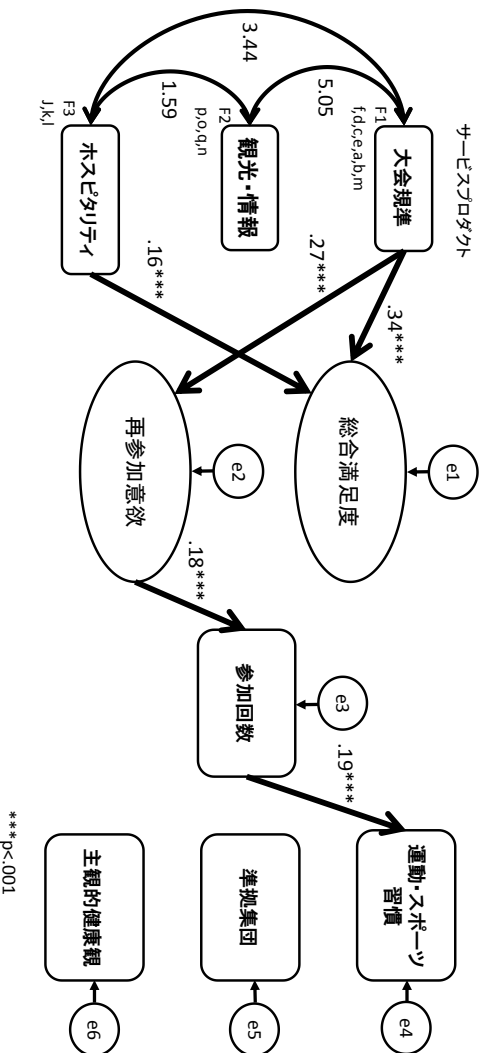 サービスプロダクト
F1
f,d,c,e,a,b,m
大会規準
F2
p,o,q,n
観光・情報
F3
J,k,l
ホスピタリティ
3.44
5.05
1.59
.34***
.27***
.16***
総合満足度
e1
再参加意欲
e2
.18***
参加回数
e3
.19***
運動・スポーツ
習慣
e4
準拠集団
e5
主観的健康観
e6
***p<.001